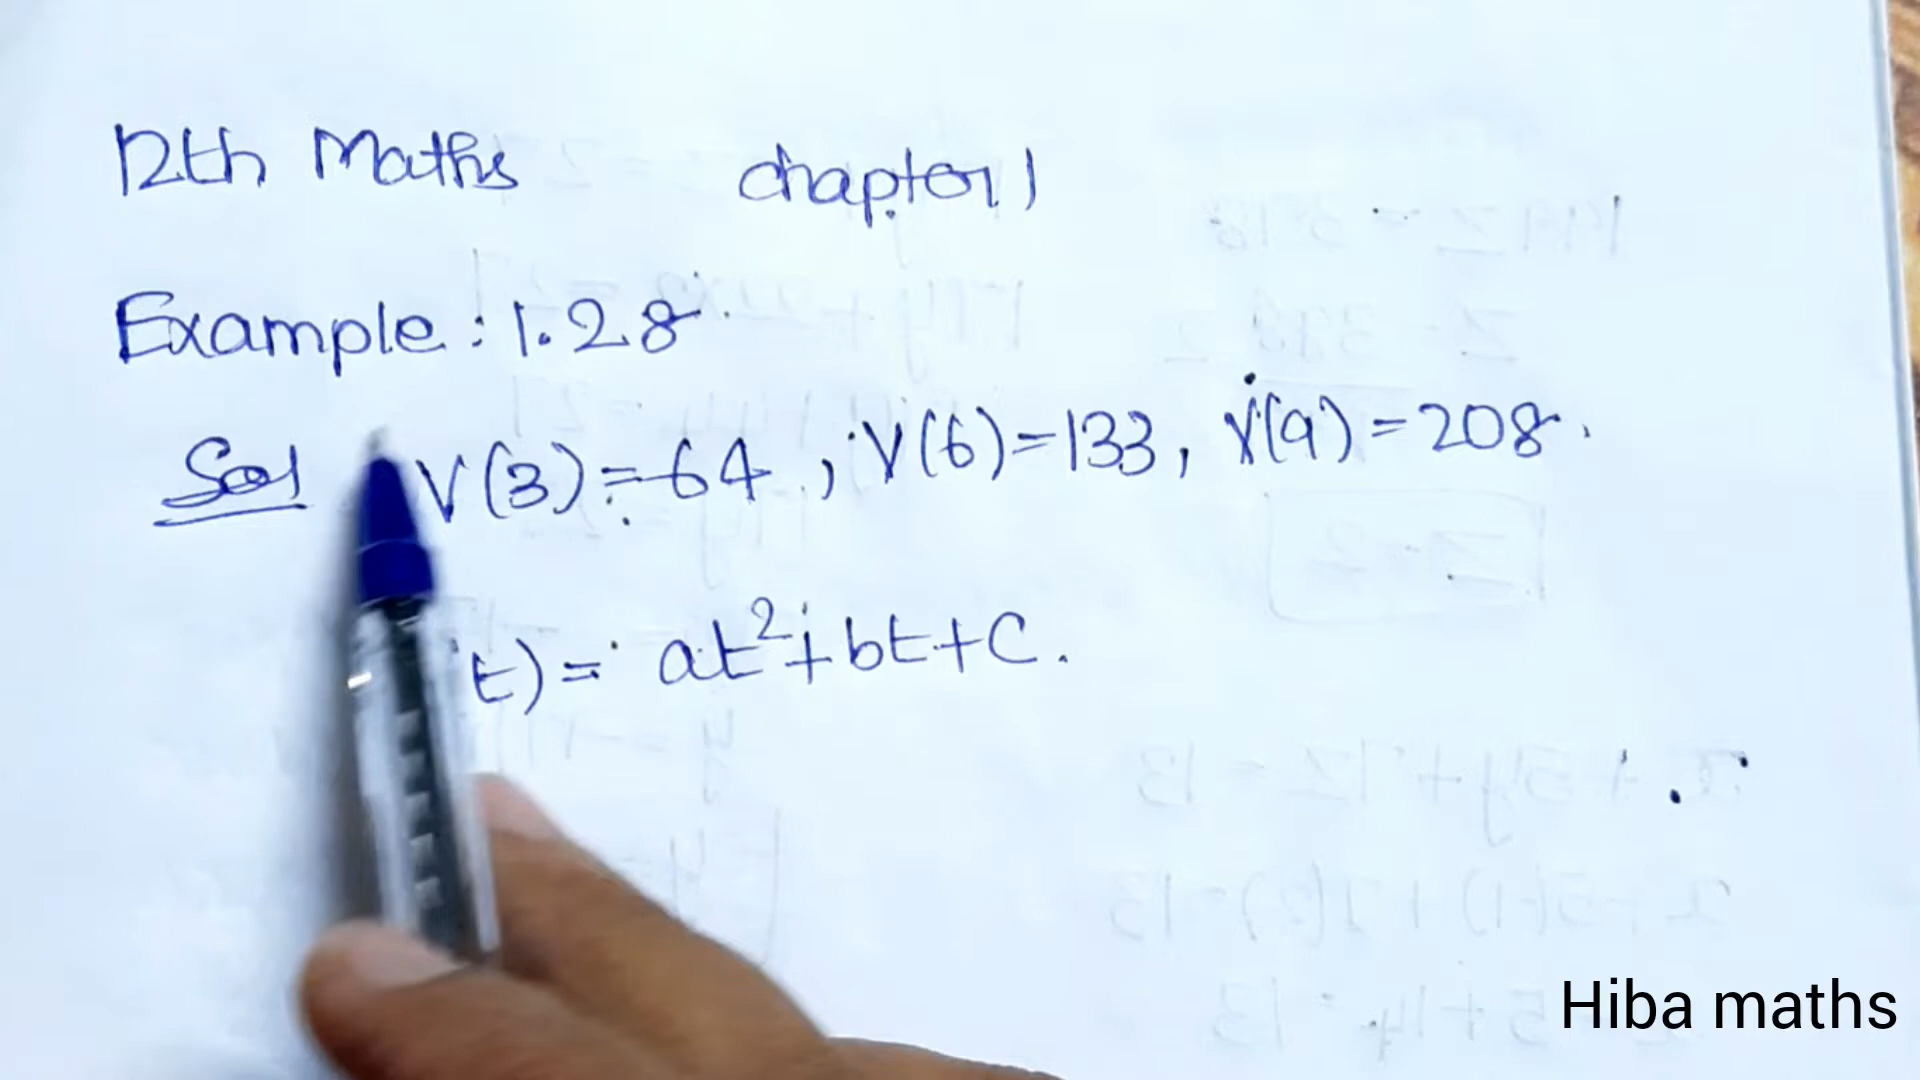 12th Maths chapter 1
Example : 1.28
Sol V(3) = 64 , V(6) = 133 , V(9) = 208 .
t) = at²+bt+c .
Hiba maths